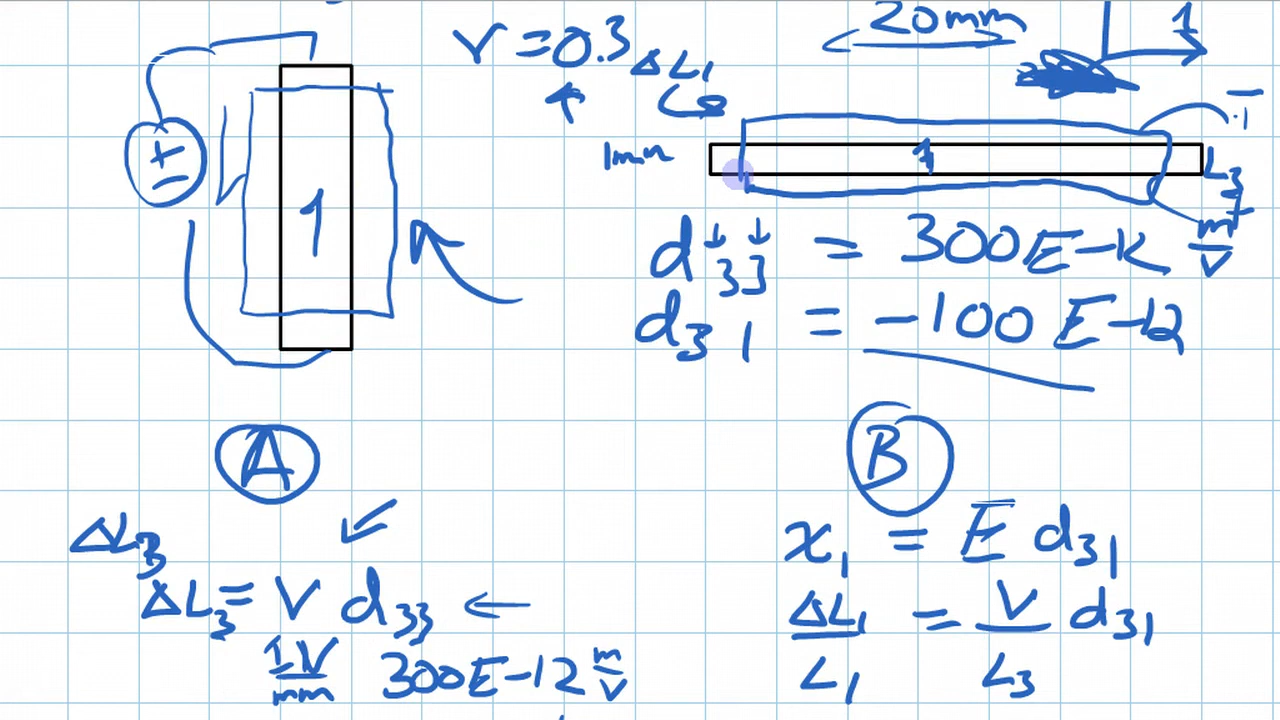 V = 0.3
ΔL1
20mm
1
1mm
1
L3
1
d33 = 300E-12 m/V
d31 = -100E-12
A
B
ΔL3
ΔL3 = V d33 ←
1V/mm 300E-12 m/V
x1 = E d31
ΔL1/L1 = V/L3 d31